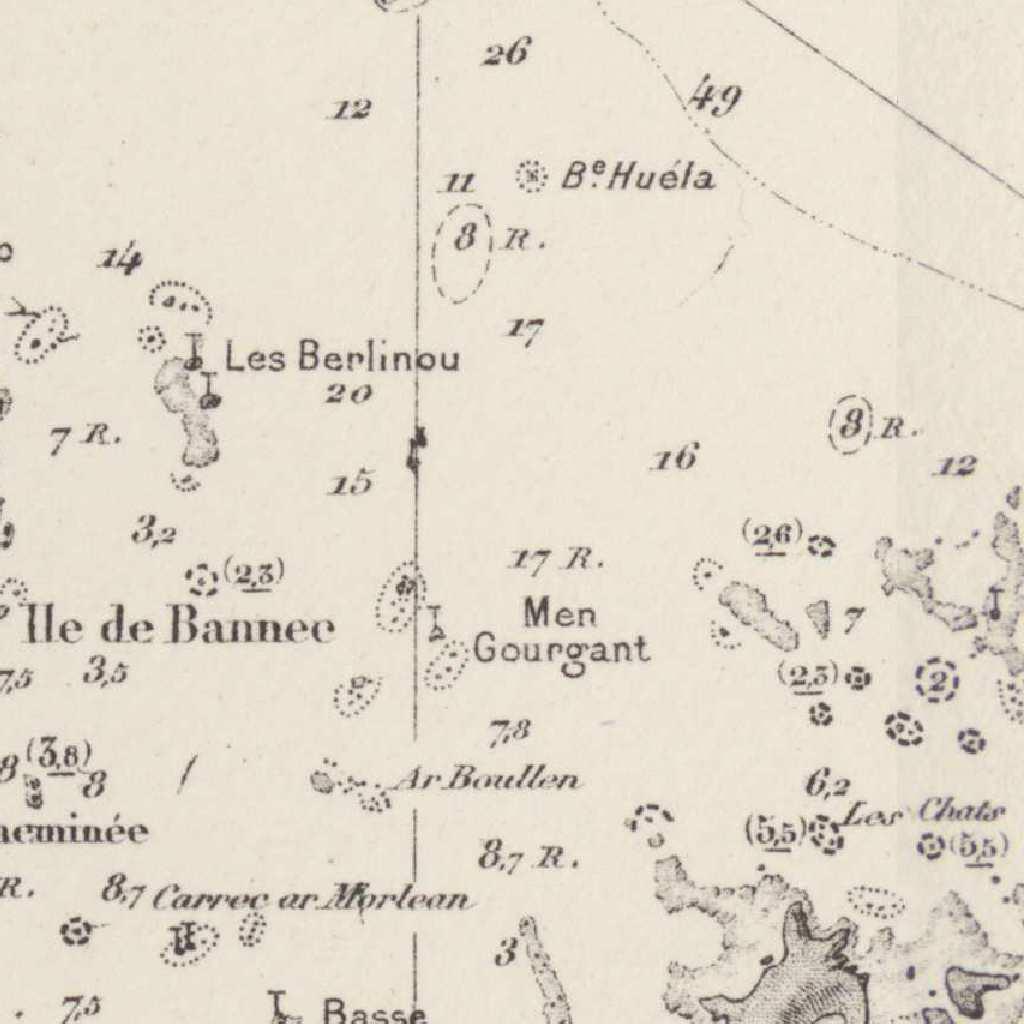 26
49
12
11
Bᵉ. Huéla
8 R.
14
17
Les Berlinou
20
8 R.
7 R.
16
12
15
3,2
(2,6)
17 R.
(2,3)
Ile de Bannec
Men
Gourgant
7
7,5
3,5
(2,3)
2
7,8
8
(3,8)
8
Ar Boullen
6,2
Les Chats
(5,5)
(5,5)
8,7 R.
R.
8,7
Carrec ar Morlean
3
7,5
Basse